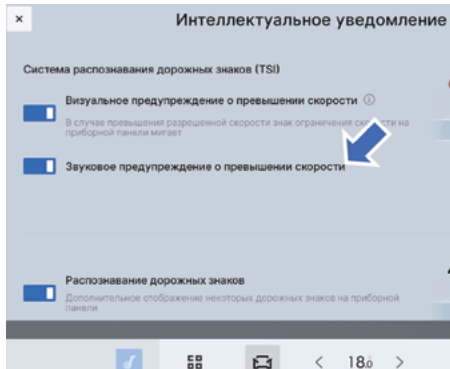 Интеллектуальное уведомление
Система распознавания дорожных знаков (TSI)
Визуальное предупреждение о превышении скорости
В случае превышения разрешенной скорости знак ограничения скорости на
приборной панели мигает
Звуковое предупреждение о превышении скорости
Распознавание дорожных знаков
Дополнительное отображение некоторых дорожных знаков на приборной
панели
18.0